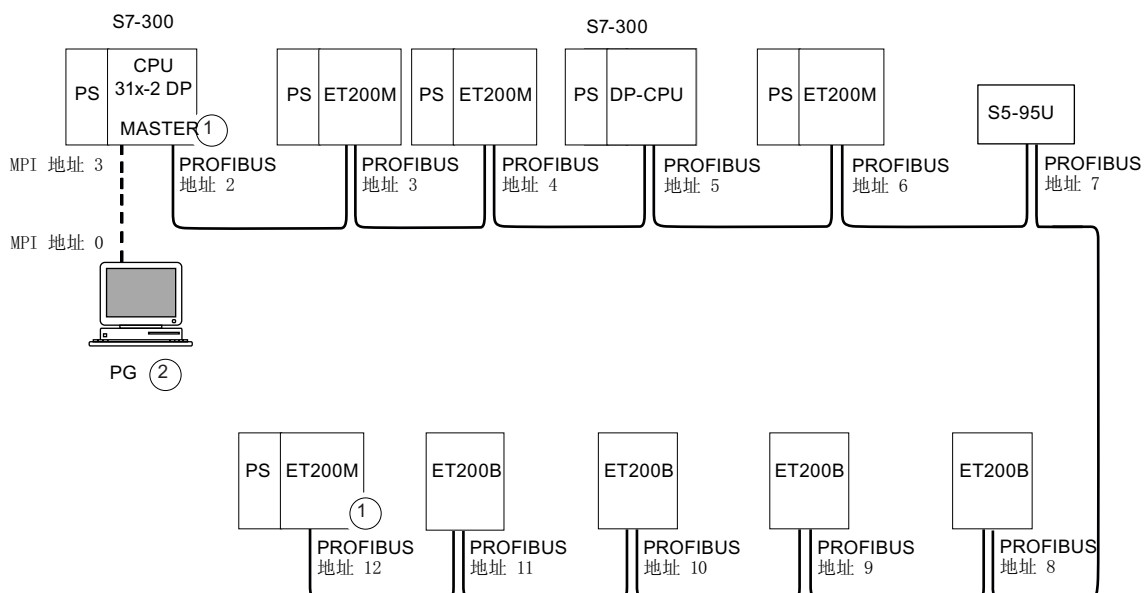 S7-300
S7-300
PS
CPU
31x-2 DP
MASTER
1
PS
ET200M
PS
ET200M
PS
DP-CPU
PS
ET200M
S5-95U
MPI 地址 3
PROFIBUS
地址 2
PROFIBUS
地址 3
PROFIBUS
地址 4
PROFIBUS
地址 5
PROFIBUS
地址 6
PROFIBUS
地址 7
MPI 地址 0
PG
2
PS
ET200M
1
ET200B
ET200B
ET200B
ET200B
PROFIBUS
地址 12
PROFIBUS
地址 11
PROFIBUS
地址 10
PROFIBUS
地址 9
PROFIBUS
地址 8